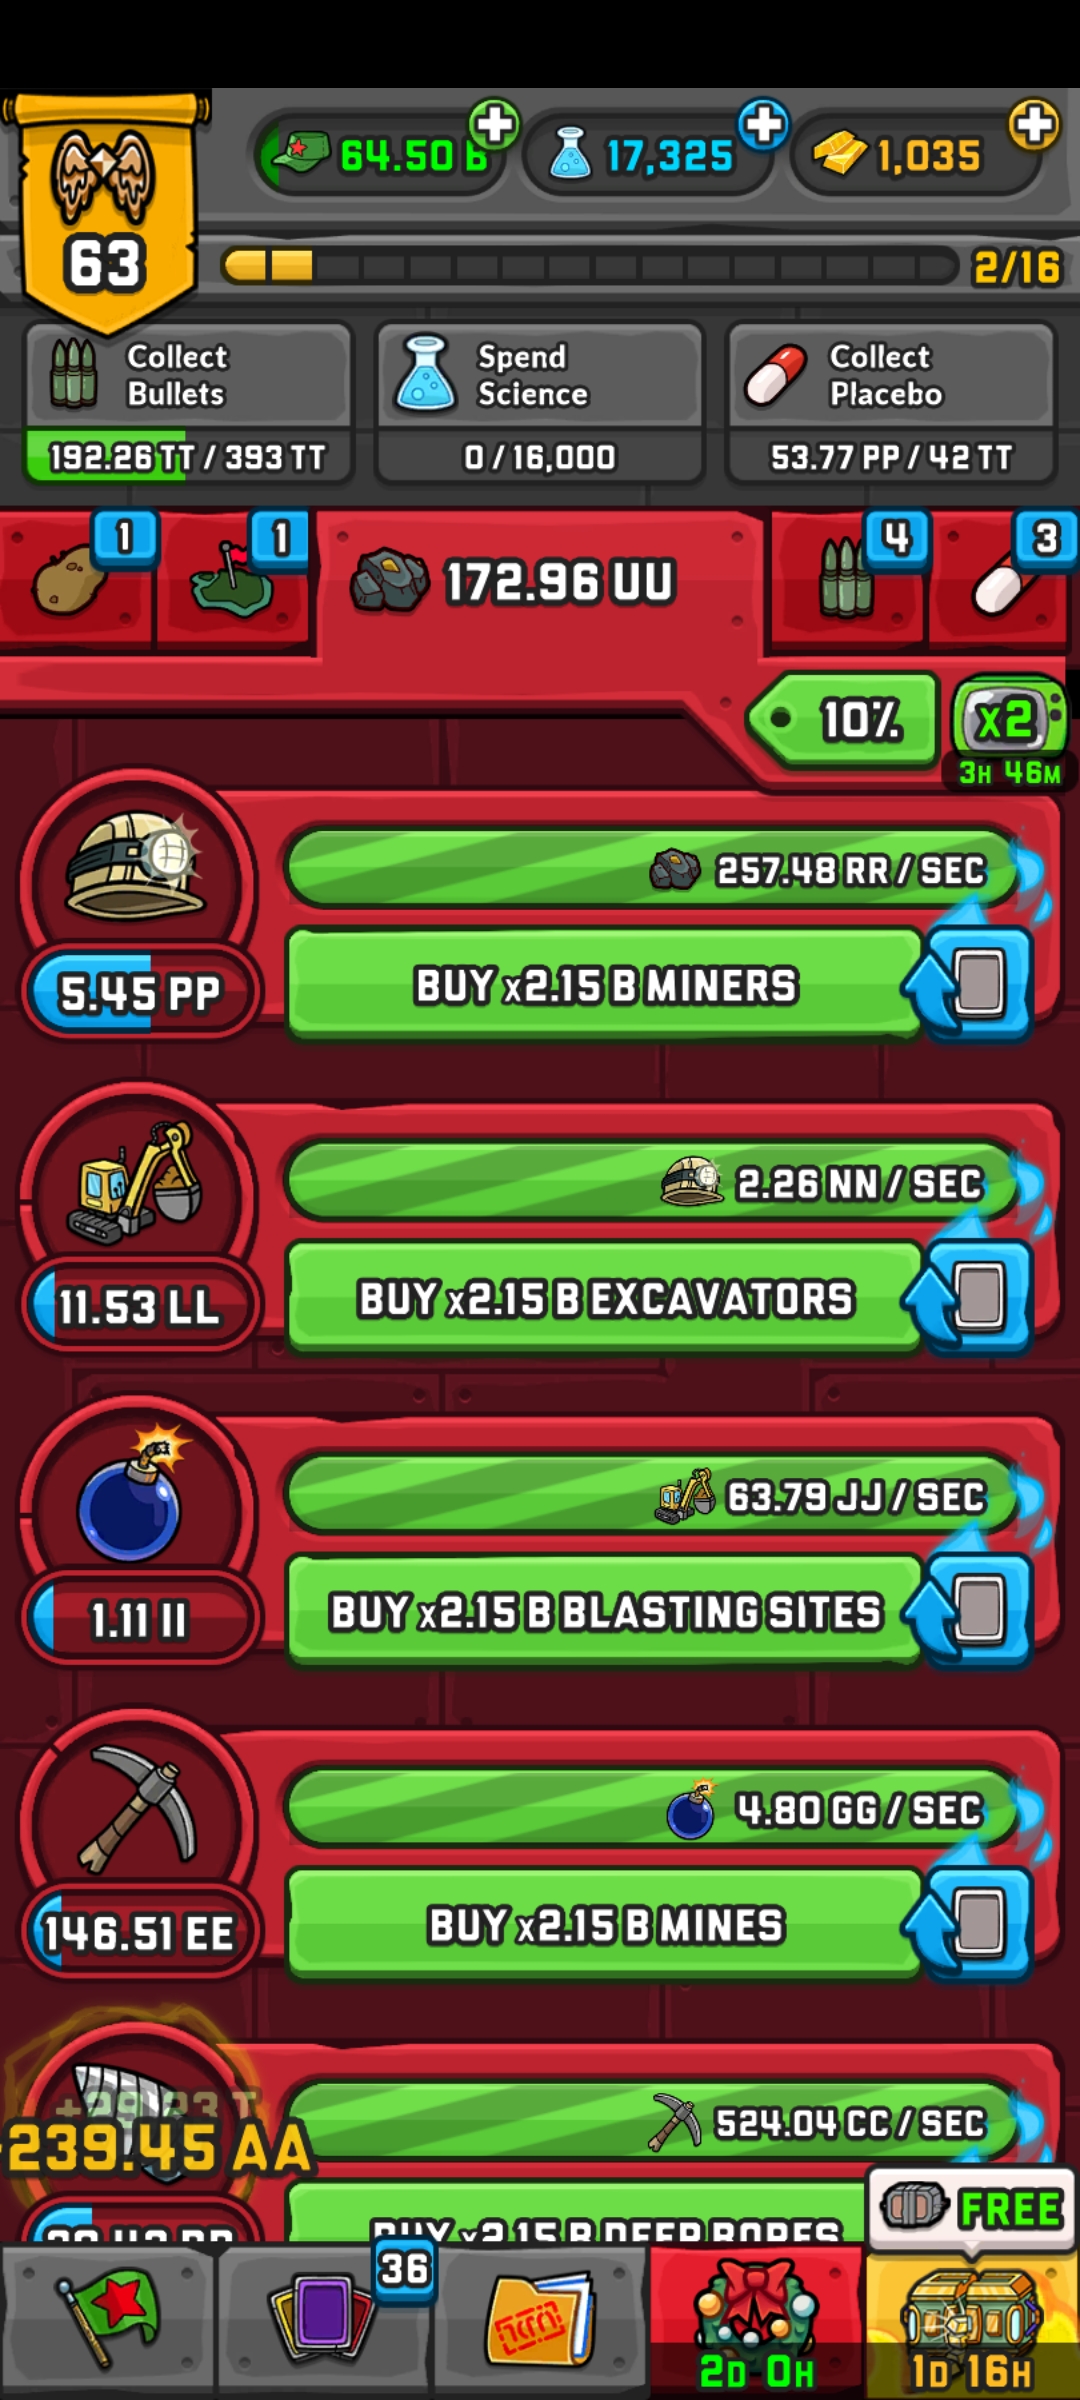 64.50 B
17,325
1,035
63
2/16
Collect
Bullets
192.26 TT / 393 TT
Spend
Science
0 / 16,000
Collect
Placebo
53.77 PP / 42 TT
1
1
172.96 UU
4
3
10%
x2
3H 46M
257.48 RR / SEC
5.45 PP
BUY x2.15 B MINERS
2.26 NN / SEC
11.53 LL
BUY x2.15 B EXCAVATORS
63.79 JJ / SEC
1.11 II
BUY x2.15 B BLASTING SITES
4.80 GG / SEC
146.51 EE
BUY x2.15 B MINES
524.04 CC / SEC
239.45 AA
BUY x2.15 B DEEP BORES
FREE
36
2D 0H
1D 16H